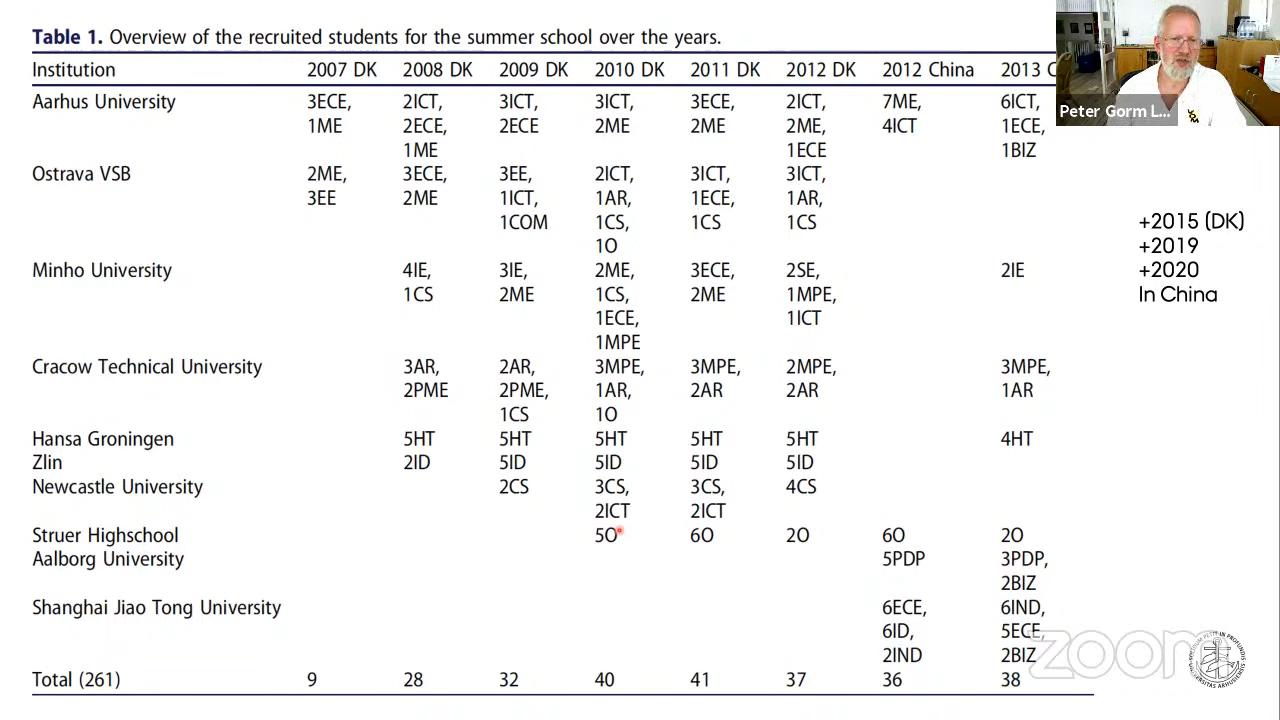 Table 1. Overview of the recruited students for the summer school over the years.
Institution 2007 DK 2008 DK 2009 DK 2010 DK 2011 DK 2012 DK 2012 China 2013 C
Aarhus University 3ECE, 2ICT, 3ICT, 3ICT, 3ECE, 2ICT, 7ME, 6ICT,
1ME 2ECE, 2ECE 2ME 2ME 2ME, 4ICT 1ECE,
1ME 1ECE 1BIZ
Ostrava VSB 2ME, 3ECE, 3EE, 2ICT, 3ICT, 3ICT,
3EE 2ME 1ICT, 1AR, 1ECE, 1AR,
1COM 1CS, 1CS 1CS
1O
Minho University 4IE, 3IE, 2ME, 3ECE, 2SE, 2IE
1CS 2ME 1CS, 2ME 1MPE,
1ECE, 1ICT
1MPE
Cracow Technical University 3AR, 2AR, 3MPE, 3MPE, 2MPE, 3MPE,
2PME 2PME, 1AR, 2AR 2AR 1AR
1CS 1O
Hansa Groningen 5HT 5HT 5HT 5HT 5HT 4HT
Zlin 2ID 5ID 5ID 5ID 5ID
Newcastle University 2CS 3CS, 3CS, 4CS
2ICT 2ICT
Struer Highschool 5O 6O 2O 6O 2O
Aalborg University 5PDP 3PDP,
2BIZ
Shanghai Jiao Tong University 6ECE, 6IND,
6ID, 5ECE,
2IND 2BIZ
Total (261) 9 28 32 40 41 37 36 38
Peter Gorm L...
+2015 (DK)
+2019
+2020
In China
zoom